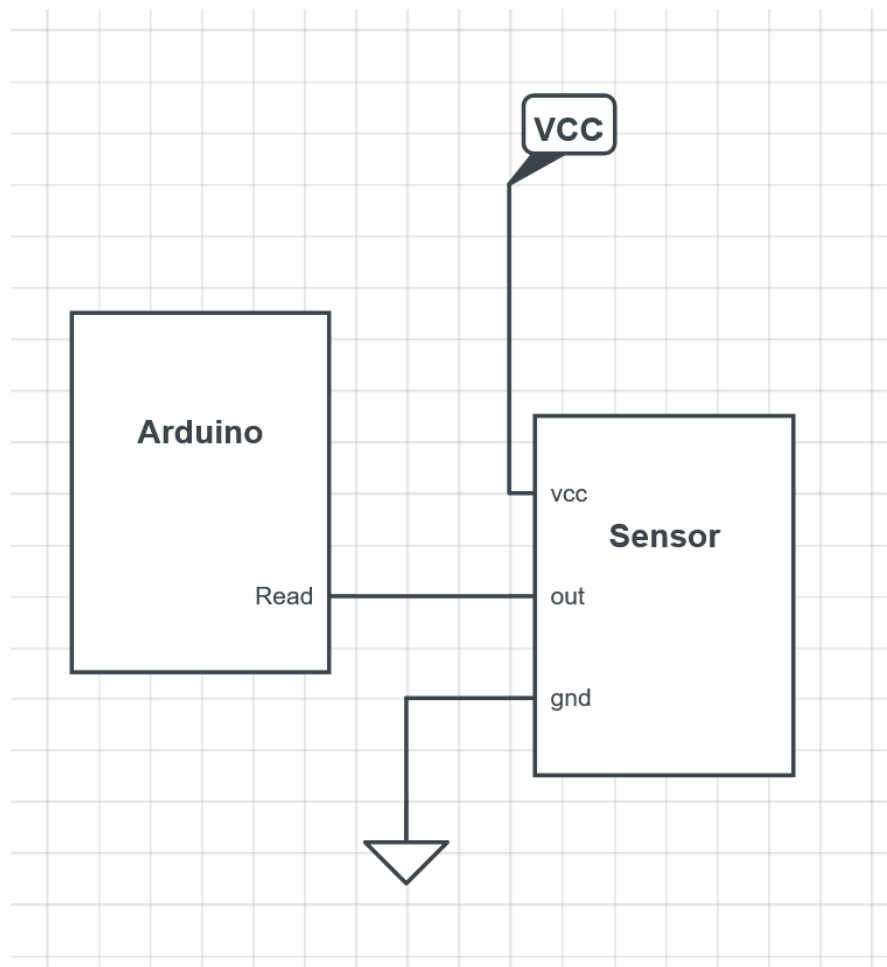 VCC
Arduino
vcc
Sensor
Read
out
gnd